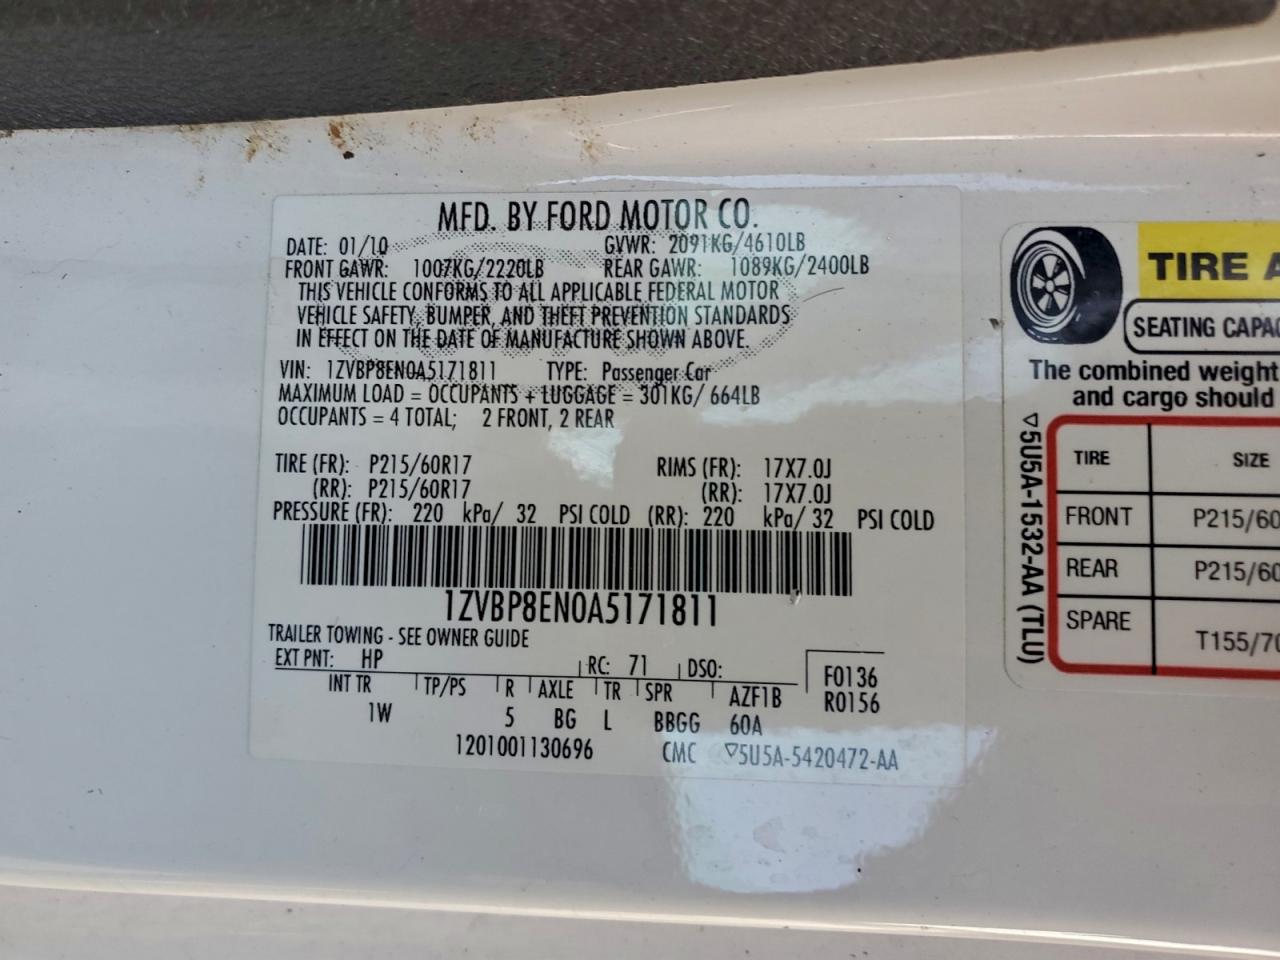 MFD. BY FORD MOTOR CO.
DATE: 01/10 GVWR: 2091KG/4610LB
FRONT GAWR: 1007KG/2220LB REAR GAWR: 1089KG/2400LB
THIS VEHICLE CONFORMS TO ALL APPLICABLE FEDERAL MOTOR
VEHICLE SAFETY, BUMPER, AND THEFT PREVENTION STANDARDS
IN EFFECT ON THE DATE OF MANUFACTURE SHOWN ABOVE.
VIN: 1ZVBP8EN0A5171811 TYPE: Passenger Car
MAXIMUM LOAD = OCCUPANTS + LUGGAGE = 301KG/ 664LB
OCCUPANTS = 4 TOTAL; 2 FRONT, 2 REAR
TIRE (FR): P215/60R17 RIMS (FR): 17X7.0J
(RR): P215/60R17 (RR): 17X7.0J
PRESSURE (FR): 220 kPa/ 32 PSI COLD (RR): 220 kPa/ 32 PSI COLD
1ZVBP8EN0A5171811
TRAILER TOWING - SEE OWNER GUIDE
EXT PNT: HP RC: 71 DSO: F0136
INT TR TP/PS R AXLE TR SPR AZF1B R0156
1W 5 BG L BBGG 60A
1201001130696 CMC ▽5U5A-5420472-AA
TIRE A
SEATING CAPA
The combined weight
and cargo should
TIRE SIZE
FRONT P215/60
REAR P215/60
SPARE T155/70
▽5U5A-1532-AA (TLU)